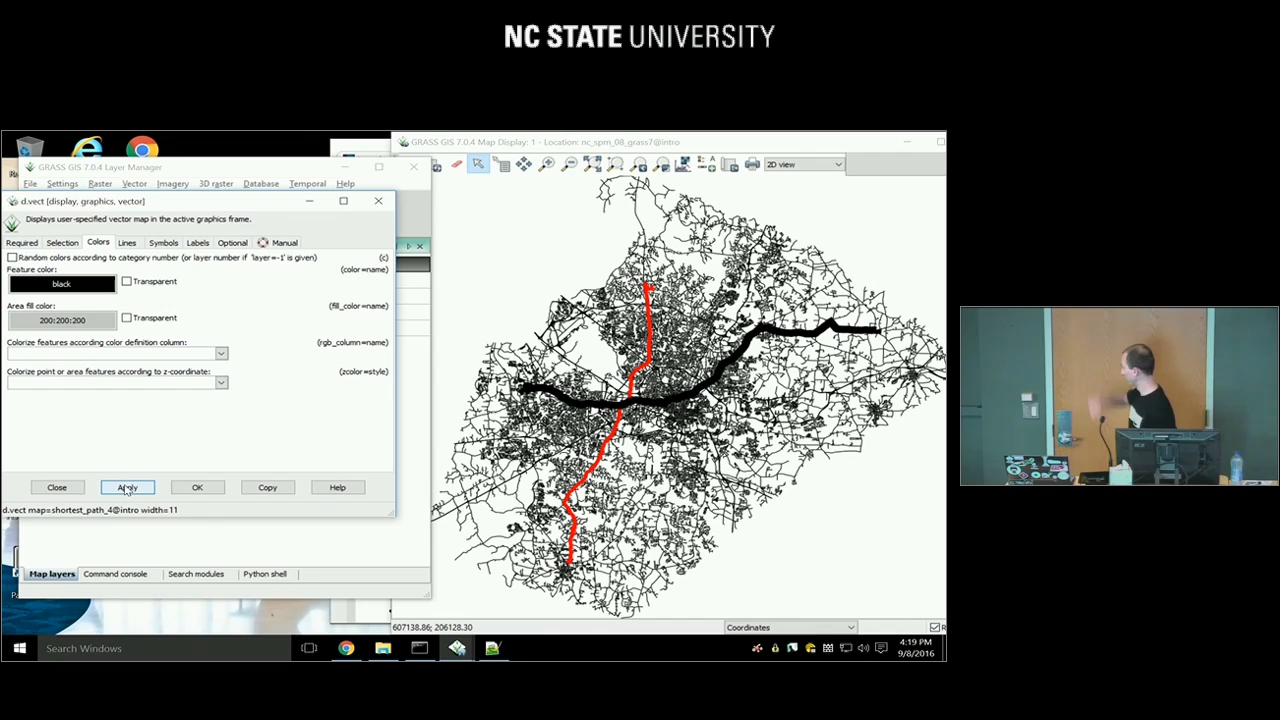 NC STATE UNIVERSITY
GRASS GIS 7.0.4 Map Display: 1 - Location: nc_spm_08_grass7@intro
GRASS GIS 7.0.4 Layer Manager
2D view
File Settings Raster Vector Imagery 3D raster Database Temporal Help
d.vect [display, graphics, vector]
Displays user-specified vector map in the active graphics frame.
Required Selection Colors Lines Symbols Labels Optional Manual
Random colors according to category number (or layer number if 'layer=-1' is given) (c)
Feature color: (color=name)
black Transparent
Area fill color: (fill_color=name)
200:200:200 Transparent
Colorize features according color definition column: (rgb_column=name)
Colorize point or area features according to z-coordinate: (zcolor=style)
Close Apply OK Copy Help
d.vect map=shortest_path_4@intro width=11
Map layers Command console Search modules Python shell
607138.86; 206128.30 Coordinates
Search Windows
4:19 PM
9/8/2016